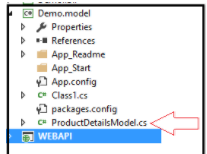 Demo.model
Properties
References
App_Readme
App_Start
App.config
C# Class1.cs
packages.config
C# ProductDetailsModel.cs
WEBAPI